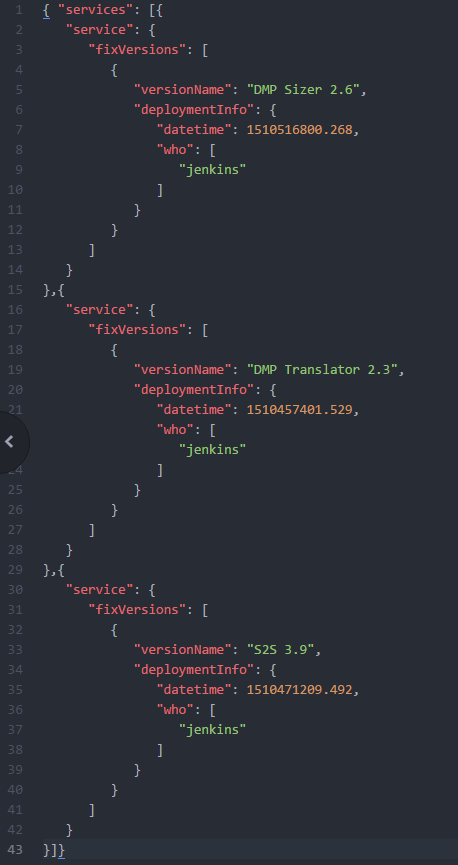 1 { "services": [{
2 "service": {
3 "fixVersions": [
4 {
5 "versionName": "DMP Sizer 2.6",
6 "deploymentInfo": {
7 "datetime": 1510516800.268,
8 "who": [
9 "jenkins"
10 ]
11 }
12 }
13 ]
14 }
15 },{
16 "service": {
17 "fixVersions": [
18 {
19 "versionName": "DMP Translator 2.3",
20 "deploymentInfo": {
21 "datetime": 1510457401.529,
"who": [
"jenkins"
24 ]
25 }
26 }
27 ]
28 }
29 },{
30 "service": {
31 "fixVersions": [
32 {
33 "versionName": "S2S 3.9",
34 "deploymentInfo": {
35 "datetime": 1510471209.492,
36 "who": [
37 "jenkins"
38 ]
39 }
40 }
41 ]
42 }
43 }]}